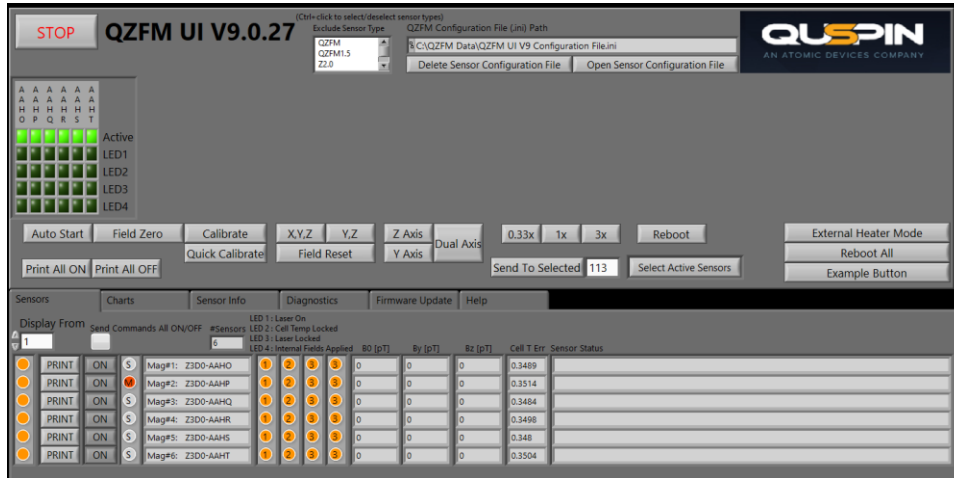 (Ctrl+click to select/deselect sensor types)
STOP QZFM UI V9.0.27 Exclude Sensor Type QZFM Configuration File (.ini) Path
QZFM
QZFM1.5
Z2.0
C:\QZFM Data\QZFM UI V9 Configuration File.ini
Delete Sensor Configuration File Open Sensor Configuration File
QUSPIN
AN ATOMIC DEVICES COMPANY
A A A A A A
A A A A A A
H H H H H H
O P Q R S T
Active
LED1
LED2
LED3
LED4
Auto Start Field Zero Calibrate X,Y,Z Y,Z Z Axis Dual Axis 0.33x 1x 3x Reboot External Heater Mode
Quick Calibrate Field Reset Y Axis Reboot All
Print All ON Print All OFF Send To Selected 113 Select Active Sensors Example Button
Sensors Charts Sensor Info Diagnostics Firmware Update Help
Display From Send Commands All ON/OFF #Sensors
1 6
LED 1 : Laser On
LED 2 : Cell Temp Locked
LED 3 : Laser Locked
LED 4 : Internal Fields Applied B0 [pT] By [pT] Bz [pT] Cell T Err Sensor Status
PRINT ON S Mag#1: Z3D0-AAHO 1 2 3 3 0 0 0 0.3489
PRINT ON M Mag#2: Z3D0-AAHP 1 2 3 3 0 0 0 0.3514
PRINT ON S Mag#3: Z3D0-AAHQ 1 2 3 3 0 0 0 0.3484
PRINT ON S Mag#4: Z3D0-AAHR 1 2 3 3 0 0 0 0.3498
PRINT ON S Mag#5: Z3D0-AAHS 1 2 3 3 0 0 0 0.348
PRINT ON S Mag#6: Z3D0-AAHT 1 2 3 3 0 0 0 0.3504